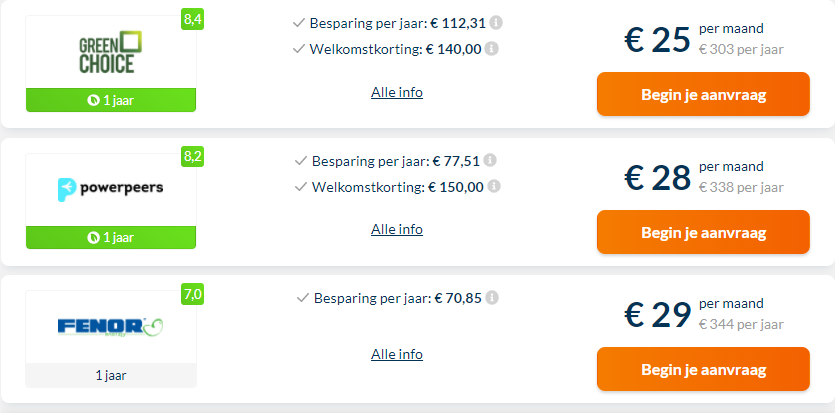 8,4
GREEN
CHOICE
1 jaar
Besparing per jaar: € 112,31
Welkomstkorting: € 140,00
Alle info
€ 25 per maand
€ 303 per jaar
Begin je aanvraag
8,2
powerpeers
1 jaar
Besparing per jaar: € 77,51
Welkomstkorting: € 150,00
Alle info
€ 28 per maand
€ 338 per jaar
Begin je aanvraag
7,0
FENOR
1 jaar
Besparing per jaar: € 70,85
Alle info
€ 29 per maand
€ 344 per jaar
Begin je aanvraag